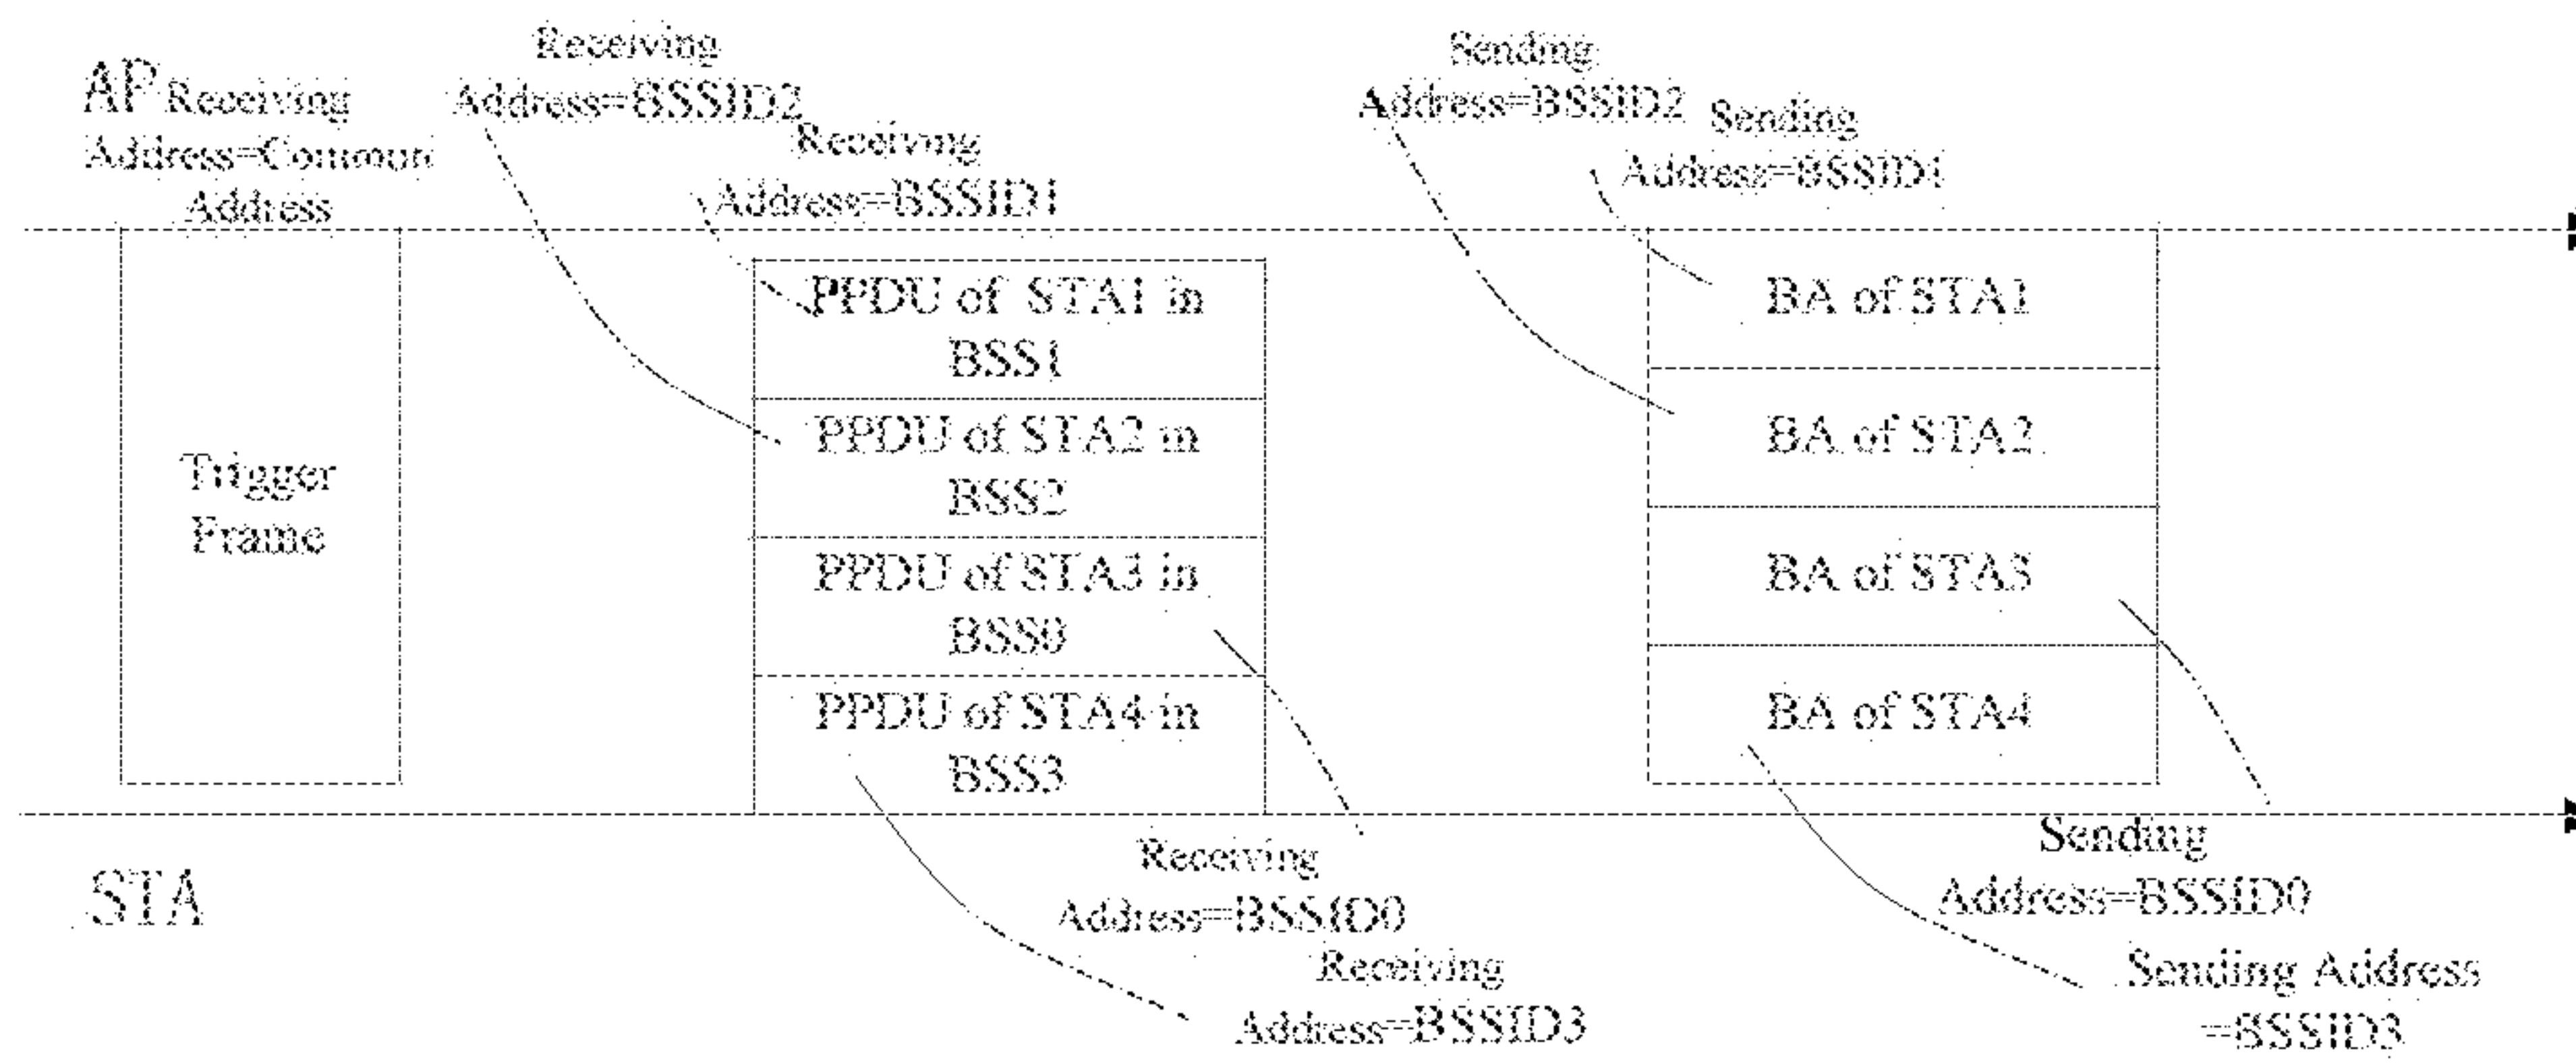 AP
Receiving
Address=Common
Address
Receiving
Address=BSSID2
Receiving
Address=BSSID1
Sending
Address=BSSID2
Sending
Address=BSSID1
Trigger
Frame
PPDU of STA1 in
BSS1
PPDU of STA2 in
BSS2
PPDU of STA3 in
BSS0
PPDU of STA4 in
BSS3
BA of STA1
BA of STA2
BA of STA3
BA of STA4
STA
Receiving
Address=BSSID0
Receiving
Address=BSSID3
Sending
Address=BSSID0
Sending Address
=BSSID3